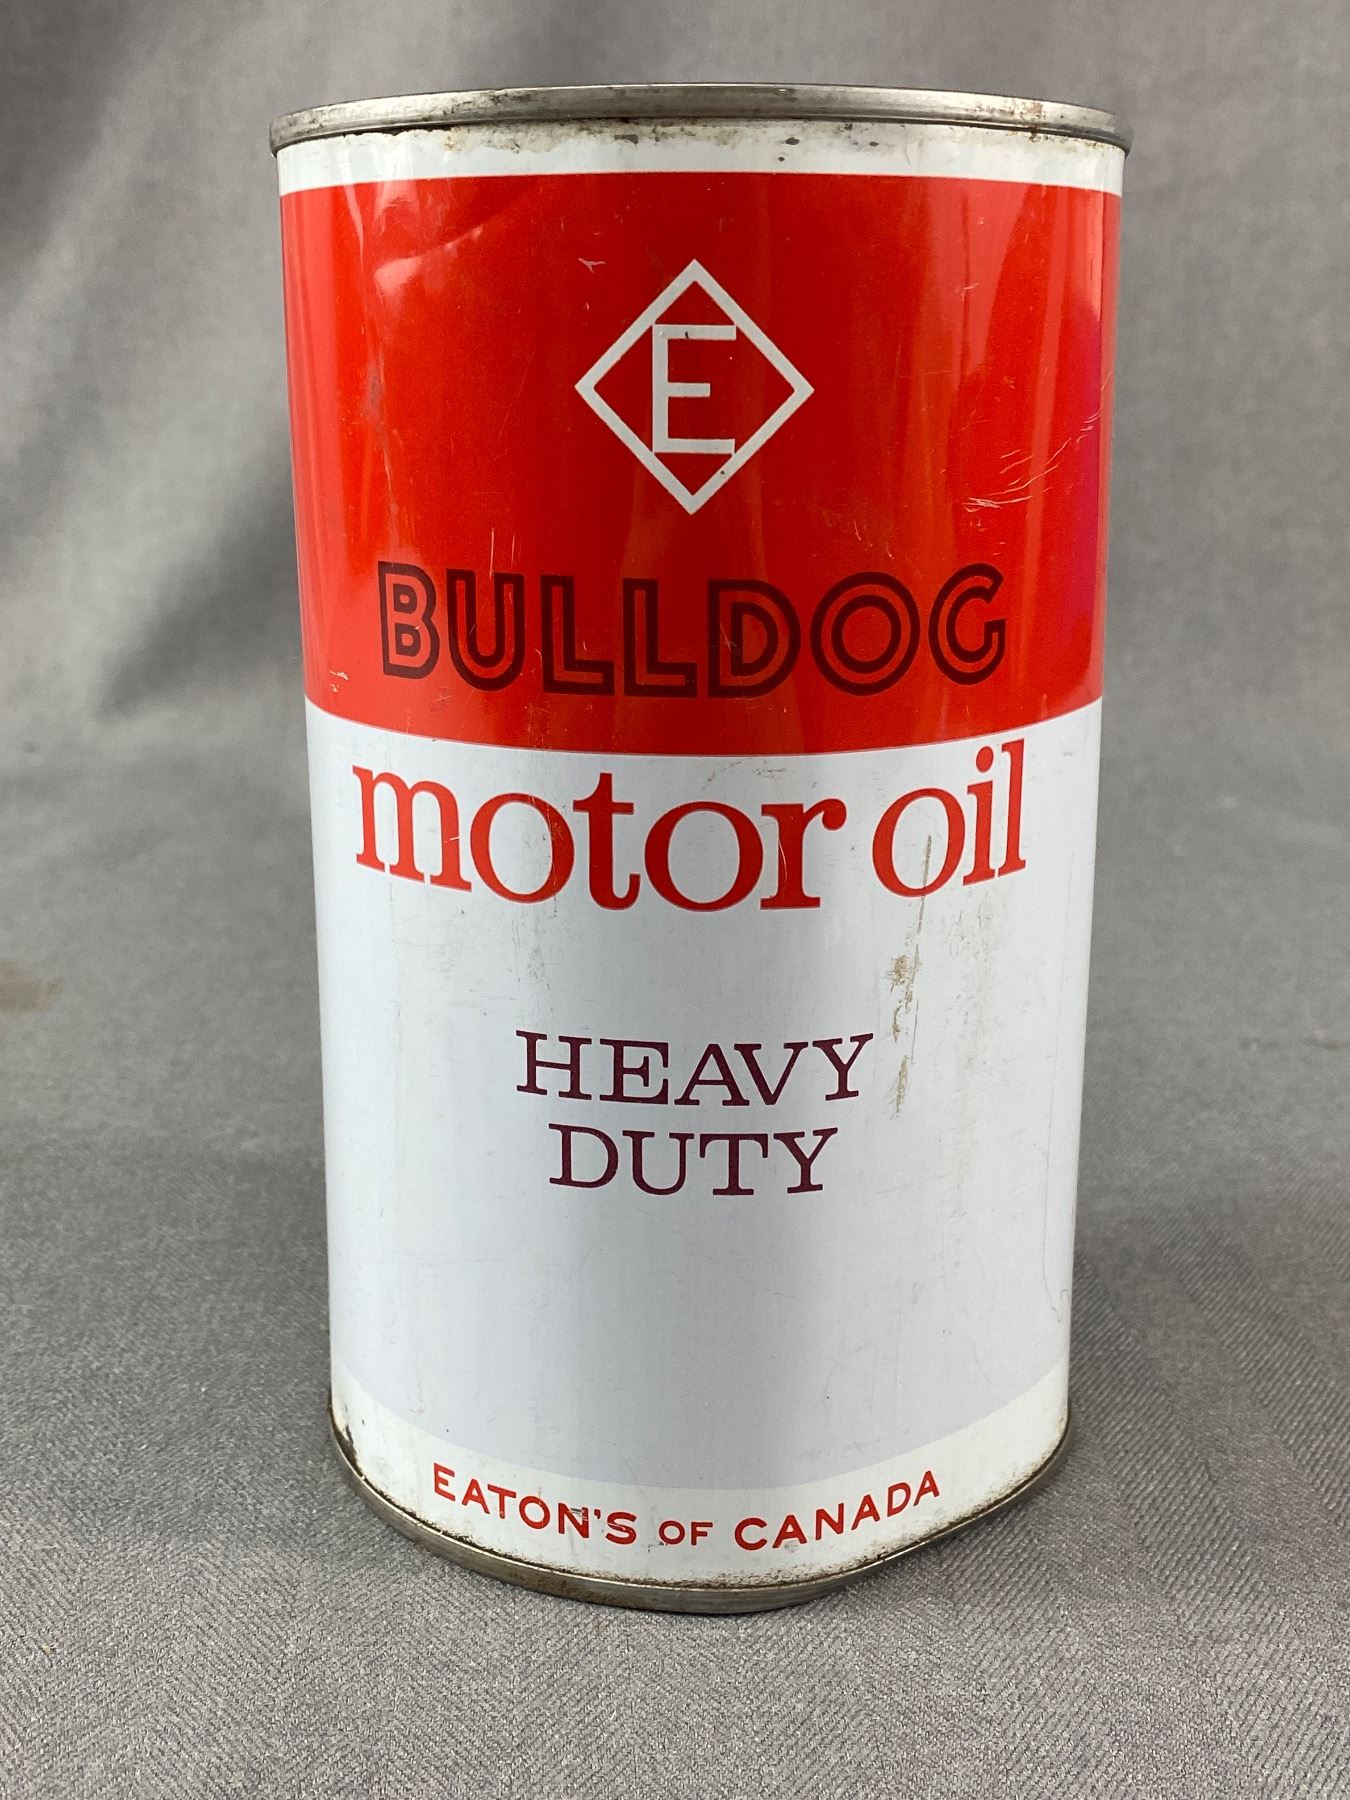 E
BULLDOG
motor oil
HEAVY
DUTY
EATON'S OF CANADA